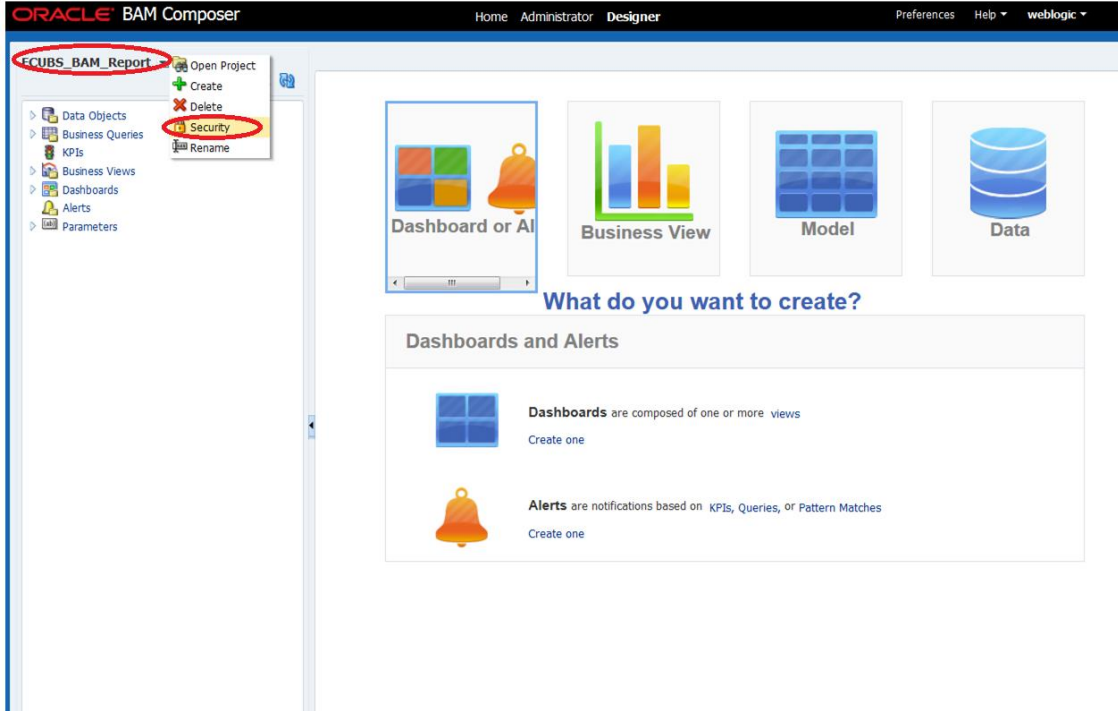 ORACLE BAM Composer
Home Administrator Designer
Preferences Help weblogic
FCUBS_BAM_Report
Open Project
Create
Delete
Security
Rename
Data Objects
Business Queries
KPIs
Business Views
Dashboards
Alerts
Parameters
Dashboard or Al
Business View
Model
Data
What do you want to create?
Dashboards and Alerts
Dashboards are composed of one or more views
Create one
Alerts are notifications based on KPIs, Queries, or Pattern Matches
Create one